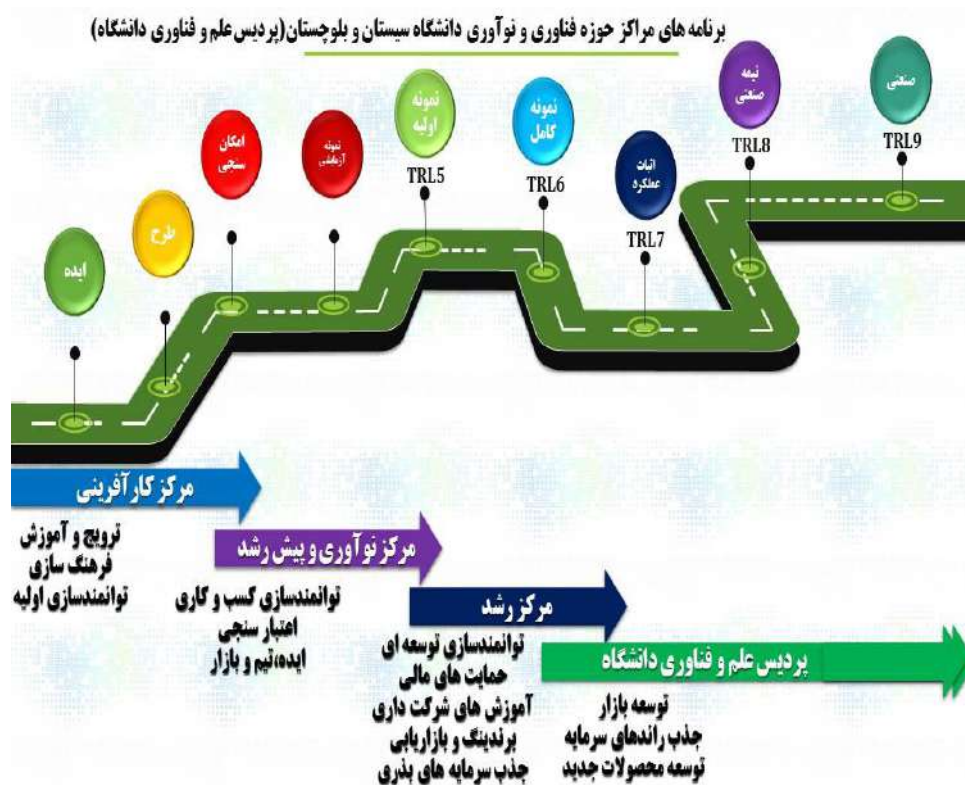 برنامه های مراکز حوزه فناوری و نوآوری دانشگاه سیستان و بلوچستان(پردیس علم و فناوری دانشگاه)
ایده
طرح
امکان
سنجی
نمونه
آزمایشی
نمونه
اولیه
TRL5
نمونه
کامل
TRL6
اثبات
عملکرد
TRL7
نیمه
صنعتی
TRL8
صنعتی
TRL9
مرکز کارآفرینی
ترویج و آموزش
فرهنگ سازی
توانمندسازی اولیه
مرکز نوآوری و پیش رشد
توانمندسازی کسب و کاری
اعتبار سنجی
ایده،تیم و بازار
مرکز رشد
توانمندسازی توسعه ای
حمایت های مالی
آموزش های شرکت داری
برندینگ و بازاریابی
جذب سرمایه های بذری
پردیس علم و فناوری دانشگاه
توسعه بازار
جذب راندهای سرمایه
توسعه محصولات جدید